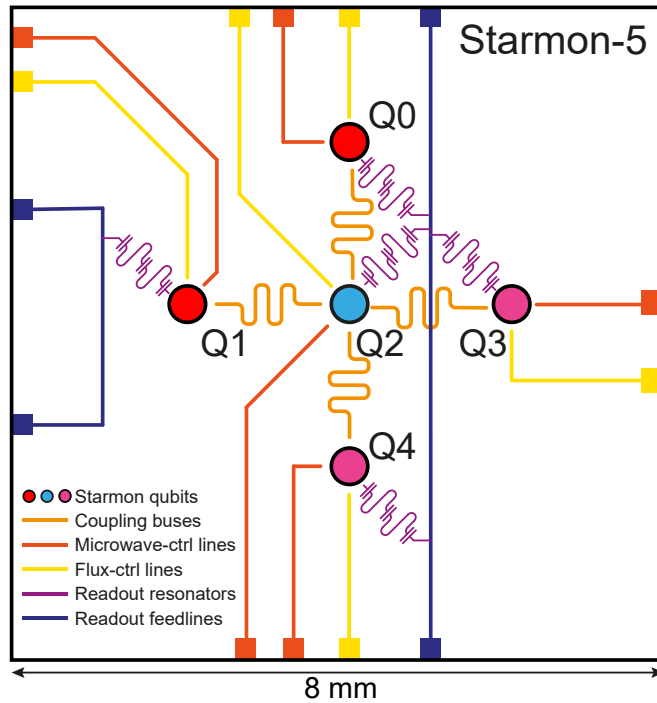 Starmon-5
Q0
Q1
Q2
Q3
Q4
Starmon qubits
Coupling buses
Microwave-ctrl lines
Flux-ctrl lines
Readout resonators
Readout feedlines
8 mm